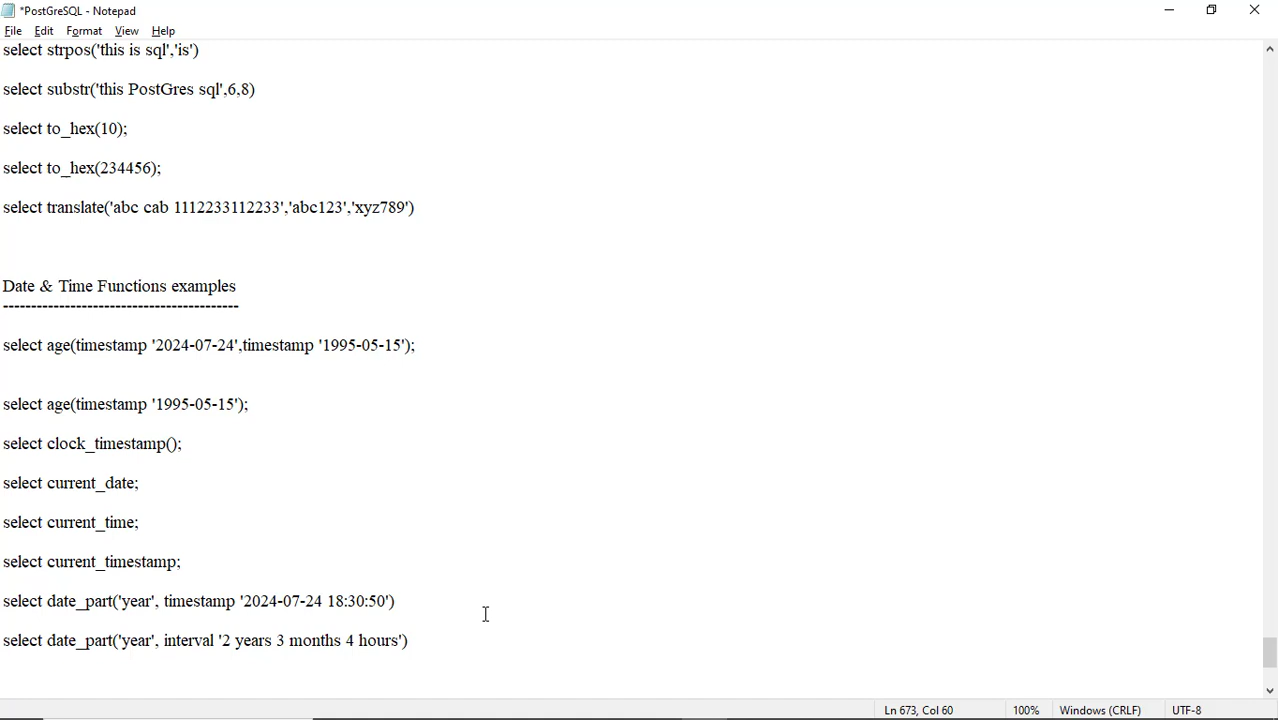 *PostGreSQL - Notepad
File Edit Format View Help
select strpos('this is sql','is')
select substr('this PostGres sql',6,8)
select to_hex(10);
select to_hex(234456);
select translate('abc cab 1112233112233','abc123','xyz789')
Date & Time Functions examples
------------------------------------------
select age(timestamp '2024-07-24',timestamp '1995-05-15');
select age(timestamp '1995-05-15');
select clock_timestamp();
select current_date;
select current_time;
select current_timestamp;
select date_part('year', timestamp '2024-07-24 18:30:50')
select date_part('year', interval '2 years 3 months 4 hours')
Ln 673, Col 60 100% Windows (CRLF) UTF-8